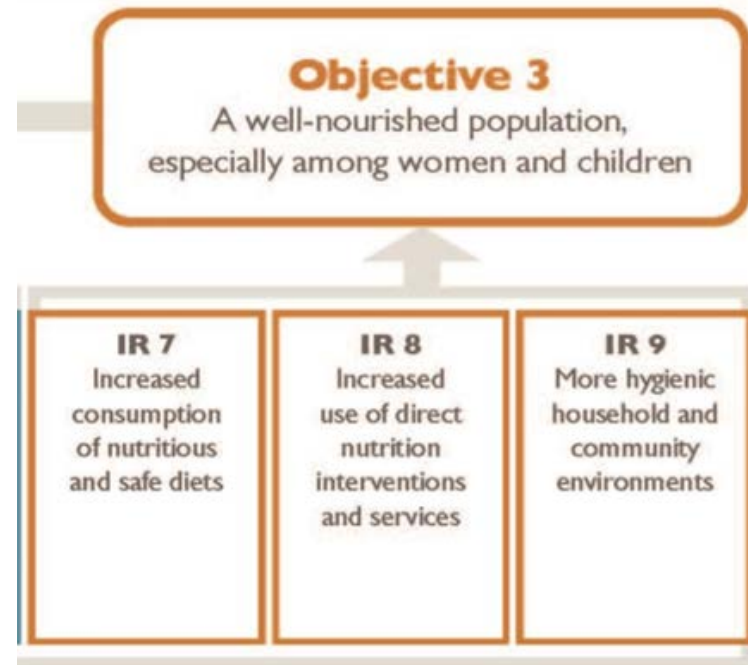 Objective 3
A well-nourished population,
especially among women and children
IR 7
Increased
consumption
of nutritious
and safe diets
IR 8
Increased
use of direct
nutrition
interventions
and services
IR 9
More hygienic
household and
community
environments